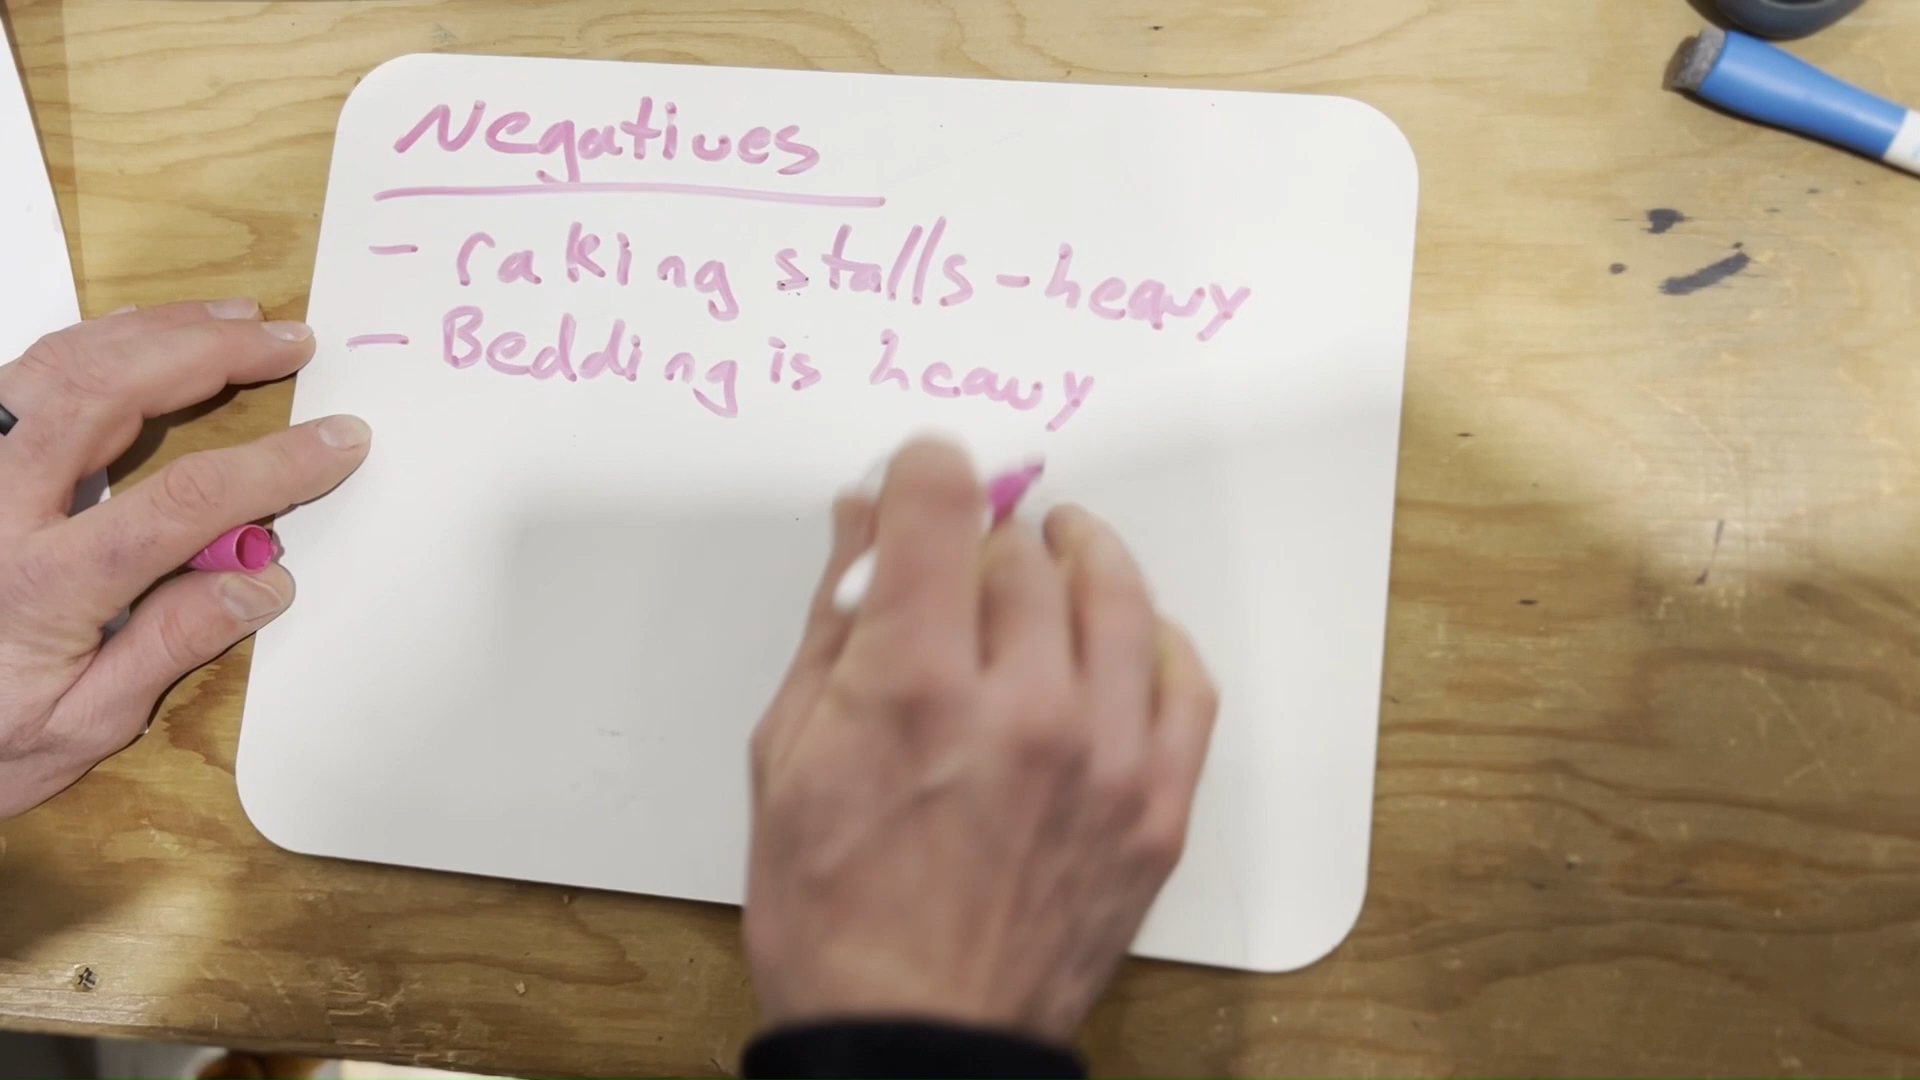 Negatives
- raking stalls - heavy
- Bedding is heavy